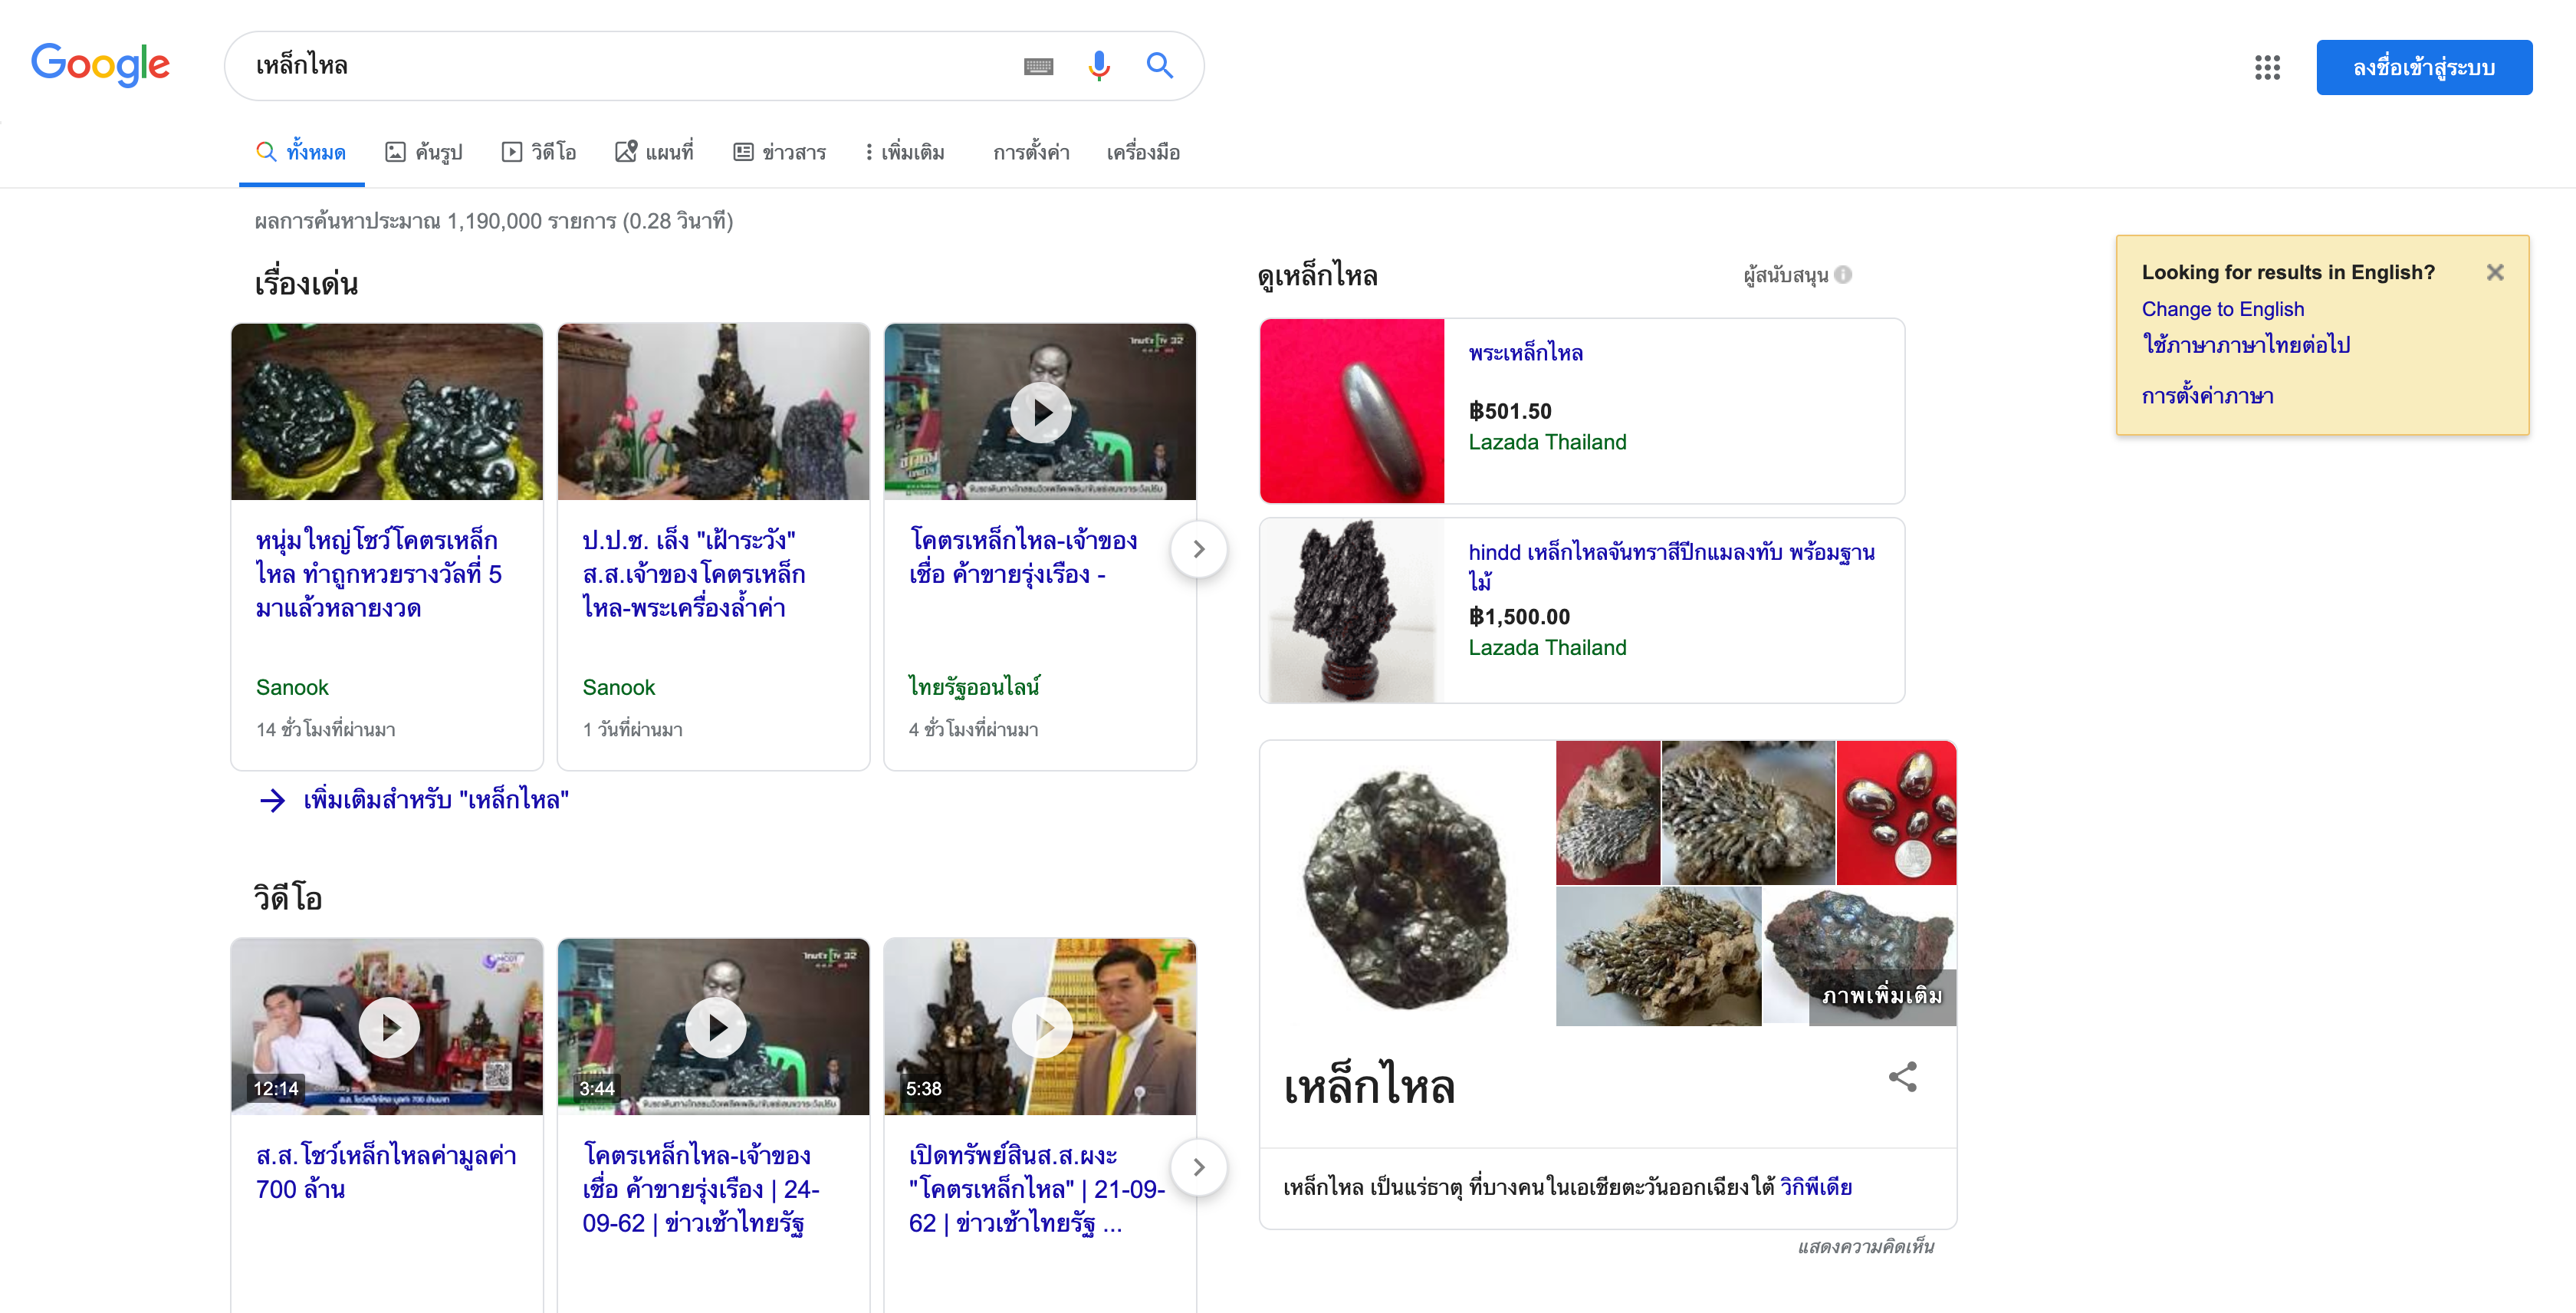 Google
เหล็กไหล
ลงชื่อเข้าสู่ระบบ
ทั้งหมด
ค้นรูป
วิดีโอ
แผนที่
ข่าวสาร
เพิ่มเติม
การตั้งค่า
เครื่องมือ
ผลการค้นหาประมาณ 1,190,000 รายการ (0.28 วินาที)
เรื่องเด่น
หนุ่มใหญ่โชว์โคตรเหล็ก
ไหล ทำถูกหวยรางวัลที่ 5
มาแล้วหลายงวด
Sanook
14 ชั่วโมงที่ผ่านมา
ป.ป.ช. เล็ง "เฝ้าระวัง"
ส.ส.เจ้าของโคตรเหล็ก
ไหล-พระเครื่องล้ำค่า
Sanook
1 วันที่ผ่านมา
32
โคตรเหล็กไหล-เจ้าของ
เชื่อ ค้าขายรุ่งเรือง -
ไทยรัฐออนไลน์
4 ชั่วโมงที่ผ่านมา
เพิ่มเติมสำหรับ "เหล็กไหล"
วิดีโอ
12:14
ส.ส.โชว์เหล็กไหลค่ามูลค่า
700 ล้าน
32
3:44
โคตรเหล็กไหล-เจ้าของ
เชื่อ ค้าขายรุ่งเรือง | 24-
09-62 | ข่าวเช้าไทยรัฐ
5:38
เปิดทรัพย์สินส.ส.ผงะ
"โคตรเหล็กไหล" | 21-09-
62 | ข่าวเช้าไทยรัฐ ...
ดูเหล็กไหล
ผู้สนับสนุน
พระเหล็กไหล
฿501.50
Lazada Thailand
hindd เหล็กไหลจันทราสีปีกแมลงทับ พร้อมฐาน
ไม้
฿1,500.00
Lazada Thailand
ภาพเพิ่มเติม
เหล็กไหล
เหล็กไหล เป็นแร่ธาตุ ที่บางคนในเอเชียตะวันออกเฉียงใต้ วิกิพีเดีย
แสดงความคิดเห็น
Looking for results in English?
Change to English
ใช้ภาษาภาษาไทยต่อไป
การตั้งค่าภาษา